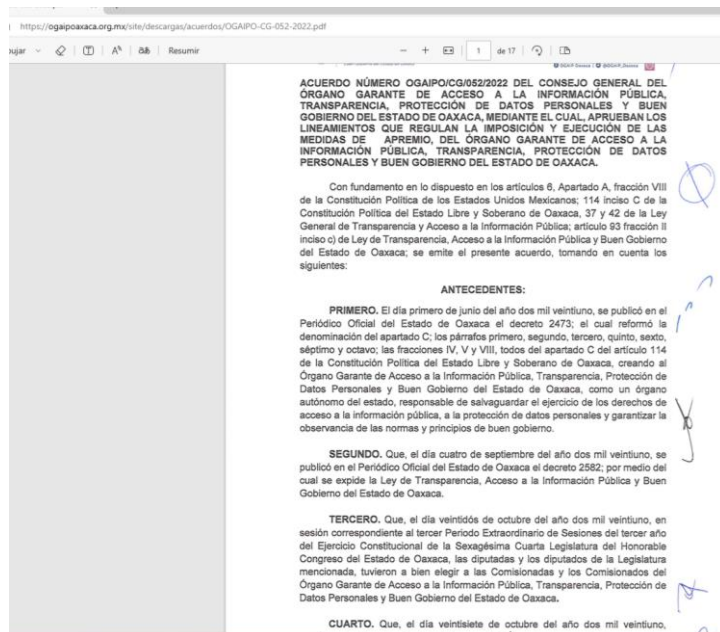 https://ogaipoaxaca.org.mx/site/descargas/acuerdos/OGAIPO-CG-052-2022.pdf
Resumir
1 de 17
ACUERDO NÚMERO OGAIPO/CG/052/2022 DEL CONSEJO GENERAL DEL
ÓRGANO GARANTE DE ACCESO A LA INFORMACIÓN PÚBLICA,
TRANSPARENCIA, PROTECCIÓN DE DATOS PERSONALES Y BUEN
GOBIERNO DEL ESTADO DE OAXACA, MEDIANTE EL CUAL, APRUEBAN LOS
LINEAMIENTOS QUE REGULAN LA IMPOSICIÓN Y EJECUCIÓN DE LAS
MEDIDAS DE APREMIO, DEL ÓRGANO GARANTE DE ACCESO A LA
INFORMACIÓN PÚBLICA, TRANSPARENCIA, PROTECCIÓN DE DATOS
PERSONALES Y BUEN GOBIERNO DEL ESTADO DE OAXACA.
Con fundamento en lo dispuesto en los artículos 6, Apartado A, fracción VIII
de la Constitución Política de los Estados Unidos Mexicanos; 114 inciso C de la
Constitución Política del Estado Libre y Soberano de Oaxaca, 37 y 42 de la Ley
General de Transparencia y Acceso a la Información Pública; artículo 93 fracción II
inciso c) de Ley de Transparencia, Acceso a la Información Pública y Buen Gobierno
del Estado de Oaxaca; se emite el presente acuerdo, tomando en cuenta los
siguientes:
ANTECEDENTES:
PRIMERO. El día primero de junio del año dos mil veintiuno, se publicó en el
Periódico Oficial del Estado de Oaxaca el decreto 2473; el cual reformó la
denominación del apartado C; los párrafos primero, segundo, tercero, quinto, sexto,
séptimo y octavo; las fracciones IV, V y VIII, todos del apartado C del artículo 114
de la Constitución Política del Estado Libre y Soberano de Oaxaca, creando al
Órgano Garante de Acceso a la Información Pública, Transparencia, Protección de
Datos Personales y Buen Gobierno del Estado de Oaxaca, como un órgano
autónomo del estado, responsable de salvaguardar el ejercicio de los derechos de
acceso a la información pública, a la protección de datos personales y garantizar la
observancia de las normas y principios de buen gobierno.
SEGUNDO. Que, el día cuatro de septiembre del año dos mil veintiuno, se
publicó en el Periódico Oficial del Estado de Oaxaca el decreto 2582; por medio del
cual se expide la Ley de Transparencia, Acceso a la Información Pública y Buen
Gobierno del Estado de Oaxaca.
TERCERO. Que, el día veintidós de octubre del año dos mil veintiuno, en
sesión correspondiente al tercer Periodo Extraordinario de Sesiones del tercer año
del Ejercicio Constitucional de la Sexagésima Cuarta Legislatura del Honorable
Congreso del Estado de Oaxaca, las diputadas y los diputados de la Legislatura
mencionada, tuvieron a bien elegir a las Comisionadas y los Comisionados del
Órgano Garante de Acceso a la Información Pública, Transparencia, Protección de
Datos Personales y Buen Gobierno del Estado de Oaxaca.
CUARTO. Que, el día veintisiete de octubre del año dos mil veintiuno,